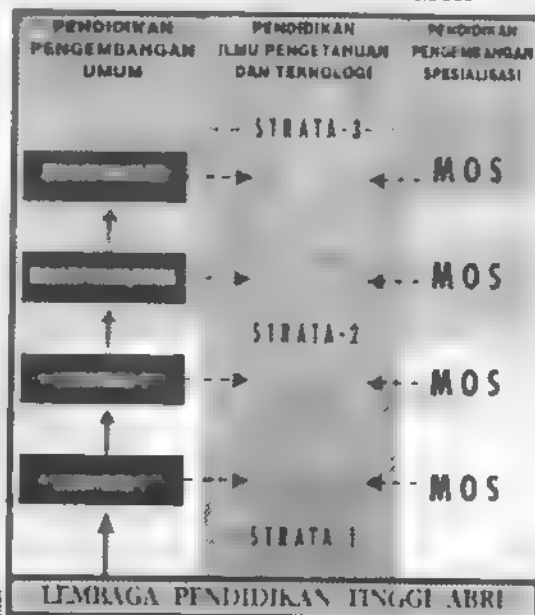 PENDIDIKAN
PENGEMBANGAN
UMUM
PENDIDIKAN
ILMU PENGETAHUAN
DAN TEKNOLOGI
PENDIDIKAN
PENGEMBANGAN
SPESIALISASI
STRATA-3
MOS
MOS
STRATA-2
MOS
MOS
STRATA 1
LEMBAGA PENDIDIKAN TINGGI ABRI